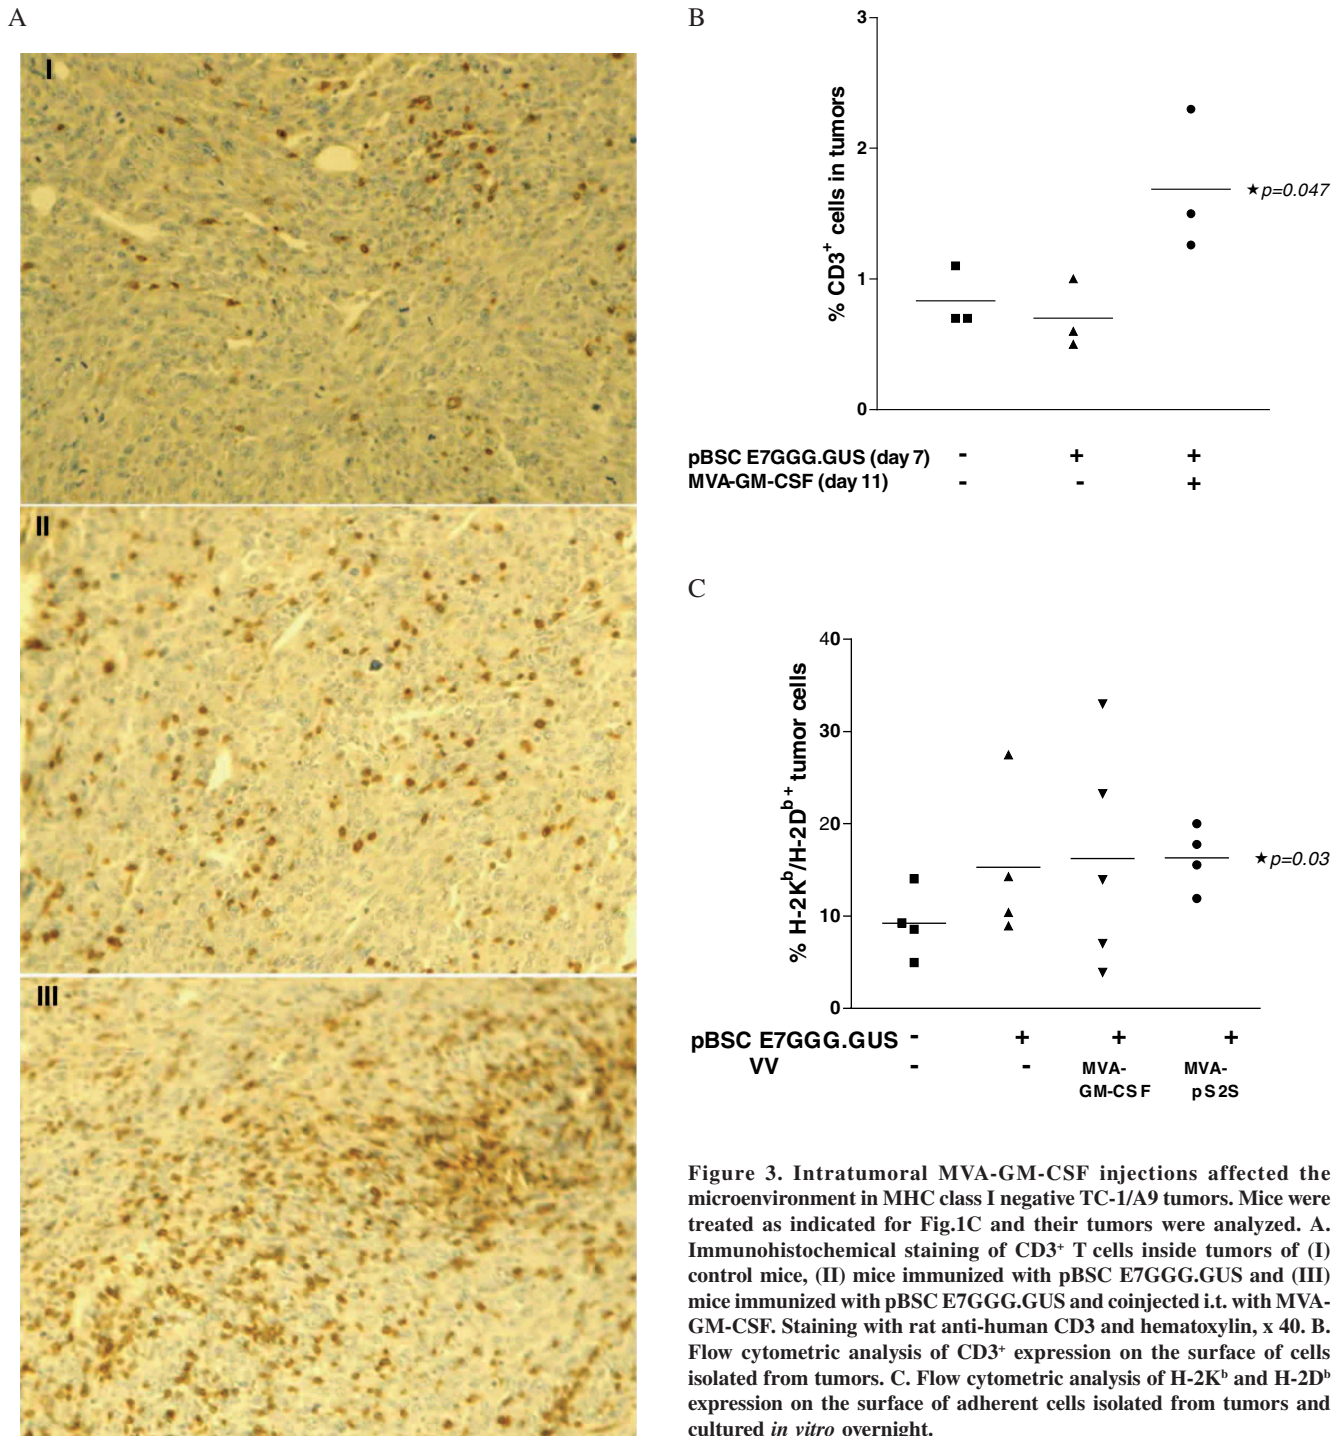 A
I
II
III
B
3
2
1
0
% CD3+ cells in tumors
★p=0.047
pBSC E7GGG.GUS (day 7) - + +
MVA-GM-CSF (day 11) - - +
C
40
30
20
10
0
% H-2Kb/H-2Db+ tumor cells
★p=0.03
pBSC E7GGG.GUS - + + +
VV - - MVA- MVA-
GM-CSF pS2S
Figure 3. Intratumoral MVA-GM-CSF injections affected the
microenvironment in MHC class I negative TC-1/A9 tumors. Mice were
treated as indicated for Fig.1C and their tumors were analyzed. A.
Immunohistochemical staining of CD3+ T cells inside tumors of (I)
control mice, (II) mice immunized with pBSC E7GGG.GUS and (III)
mice immunized with pBSC E7GGG.GUS and coinjected i.t. with MVA-
GM-CSF. Staining with rat anti-human CD3 and hematoxylin, x 40. B.
Flow cytometric analysis of CD3+ expression on the surface of cells
isolated from tumors. C. Flow cytometric analysis of H-2Kb and H-2Db
expression on the surface of adherent cells isolated from tumors and
cultured in vitro overnight.